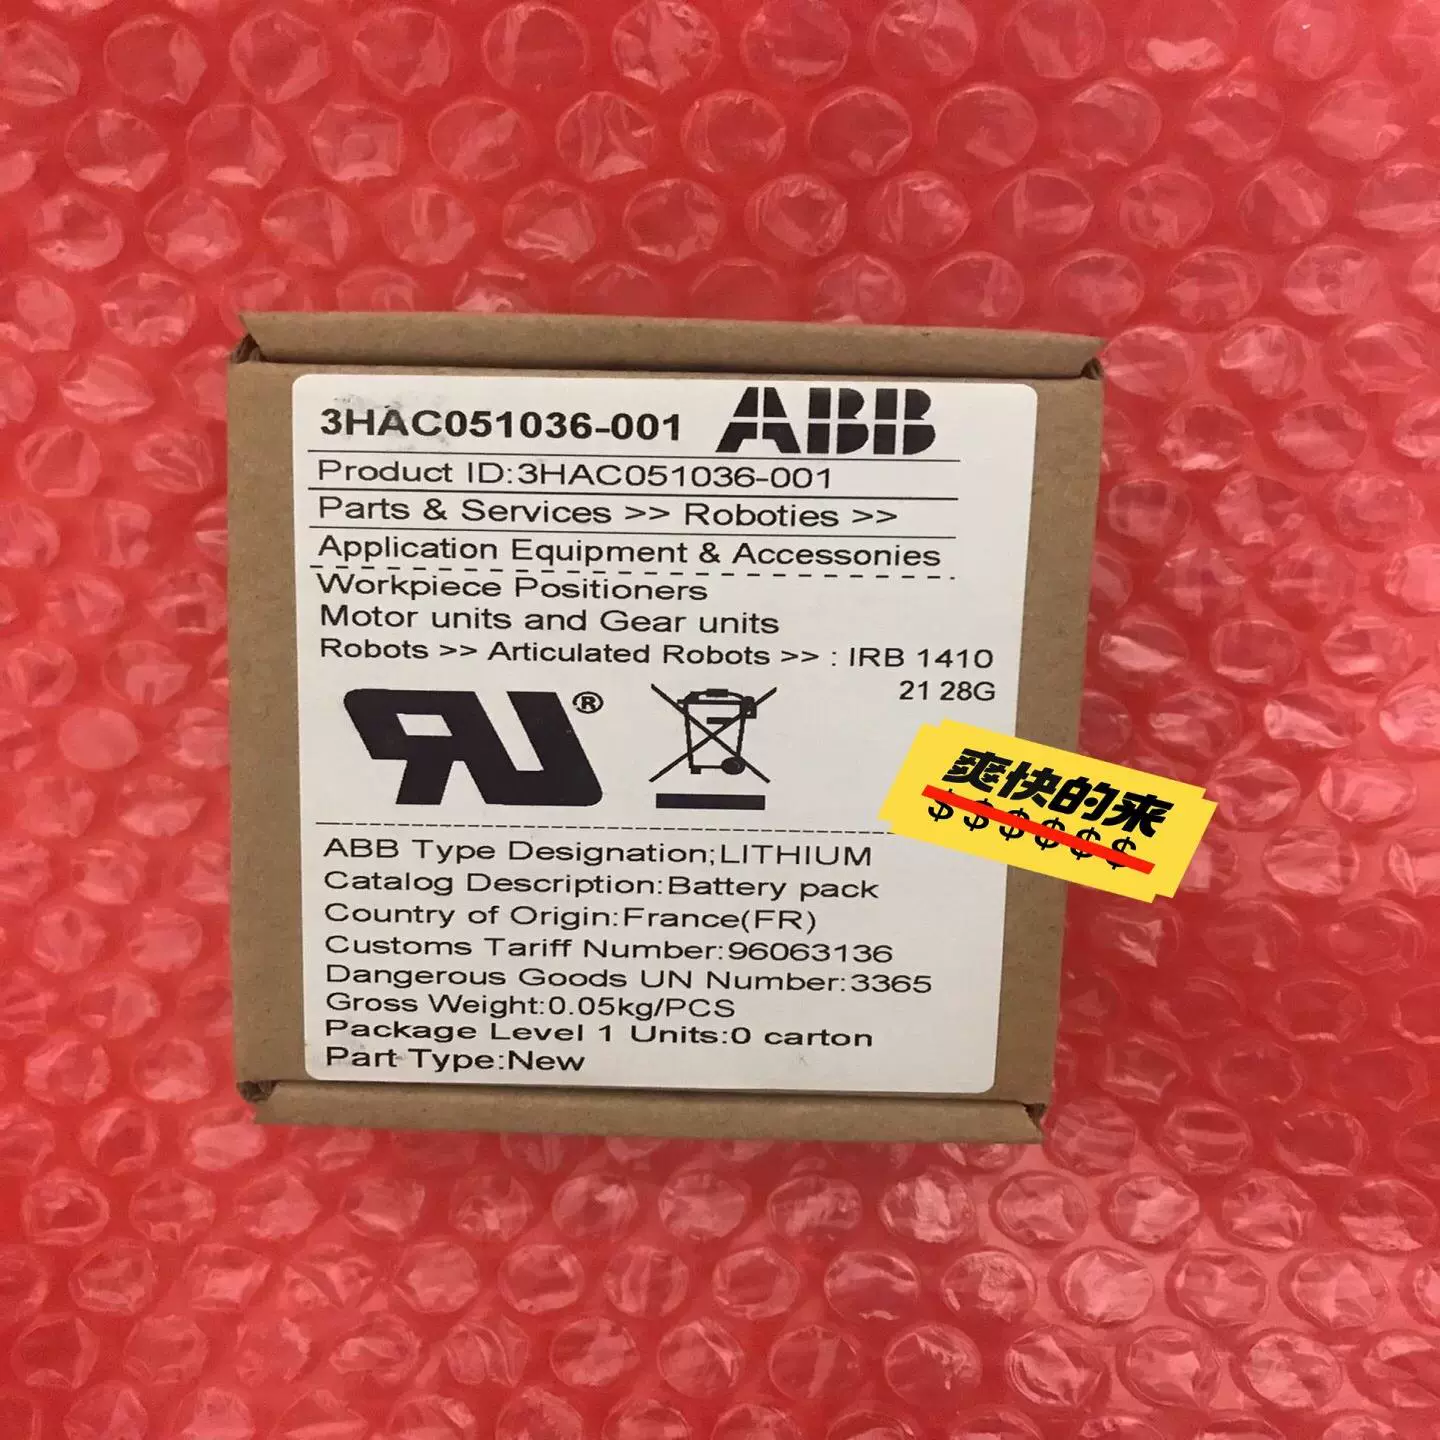 3HAC051036-001 ABB
Product ID:3HAC051036-001
Parts & Services >> Roboties >>
Application Equipment & Accessonies
Workpiece Positioners
Motor units and Gear units
Robots >> Articulated Robots >> : IRB 1410
21 28G
RU®
爽快的来
$$$$$$
ABB Type Designation;LITHIUM
Catalog Description:Battery pack
Country of Origin:France(FR)
Customs Tariff Number:96063136
Dangerous Goods UN Number:3365
Gross Weight:0.05kg/PCS
Package Level 1 Units:0 carton
Part Type:New